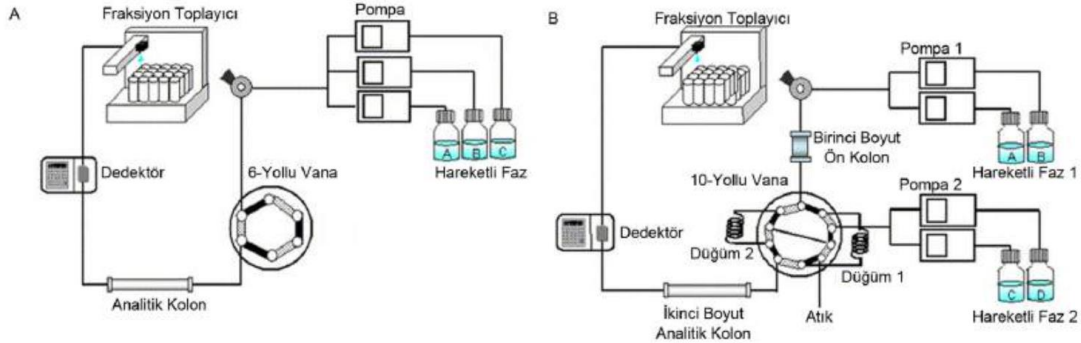 A
Fraksiyon Toplayıcı
Pompa
A B C
Hareketli Faz
Dedektör
6-Yollu Vana
Analitik Kolon
B
Fraksiyon Toplayıcı
Pompa 1
A B
Hareketli Faz 1
Birinci Boyut
Ön Kolon
10-Yollu Vana
Pompa 2
Dedektör
Düğüm 2
Düğüm 1
C D
Hareketli Faz 2
İkinci Boyut
Analitik Kolon
Atık